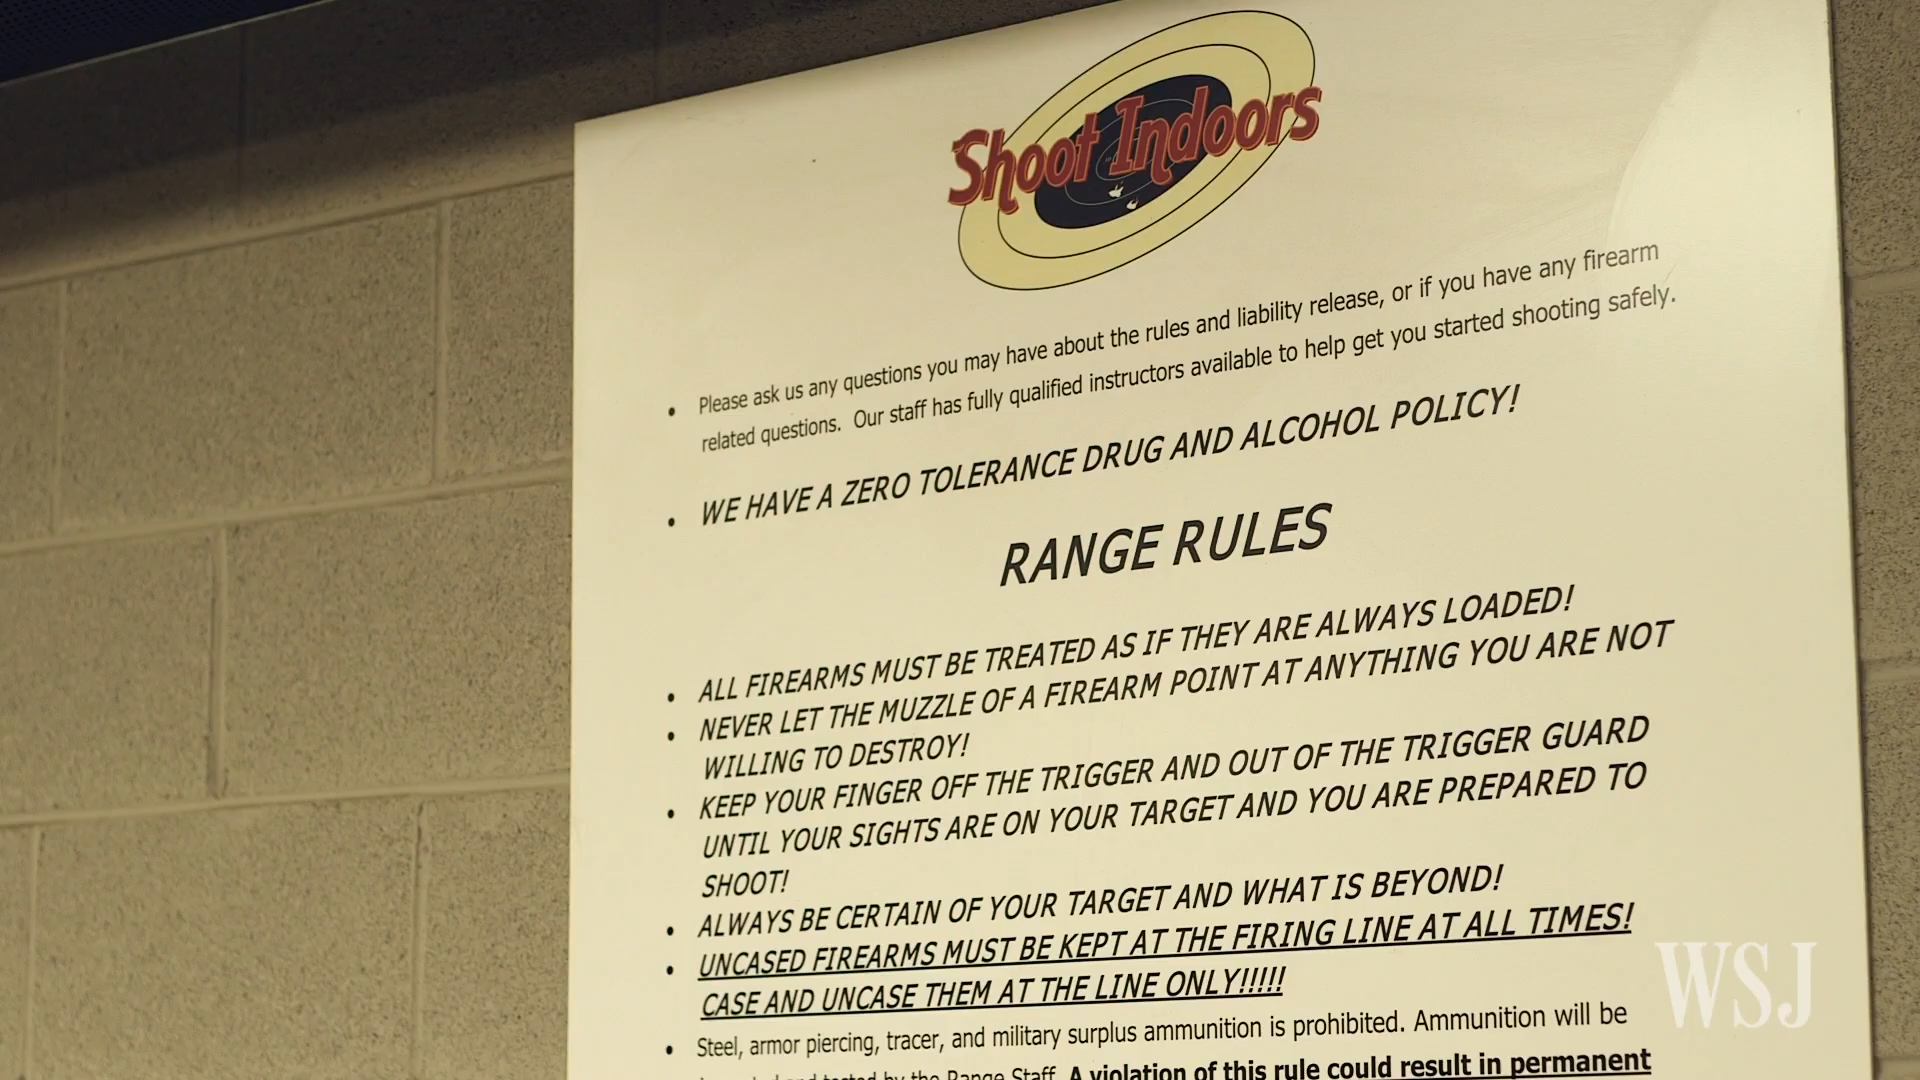 Shoot Indoors
• Please ask us any questions you may have about the rules and liability release, or if you have any firearm
related questions. Our staff has fully qualified instructors available to help get you started shooting safely.
• WE HAVE A ZERO TOLERANCE DRUG AND ALCOHOL POLICY!
RANGE RULES
• ALL FIREARMS MUST BE TREATED AS IF THEY ARE ALWAYS LOADED!
• NEVER LET THE MUZZLE OF A FIREARM POINT AT ANYTHING YOU ARE NOT
WILLING TO DESTROY!
• KEEP YOUR FINGER OFF THE TRIGGER AND OUT OF THE TRIGGER GUARD
UNTIL YOUR SIGHTS ARE ON YOUR TARGET AND YOU ARE PREPARED TO
SHOOT!
• ALWAYS BE CERTAIN OF YOUR TARGET AND WHAT IS BEYOND!
• UNCASED FIREARMS MUST BE KEPT AT THE FIRING LINE AT ALL TIMES!
CASE AND UNCASE THEM AT THE LINE ONLY!!!!!
• Steel, armor piercing, tracer, and military surplus ammunition is prohibited. Ammunition will be
and tested by the Range Staff. A violation of this rule could result in permanent
WSJ